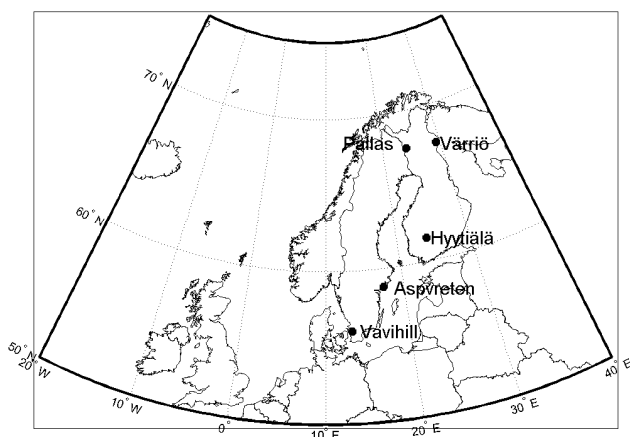 70° N
Pallas
Värriö
60° N
Hyytiälä
Aspvreten
Vavihill
50° N
20° W
10° W
0°
10° E
20° E
30° E
40° E